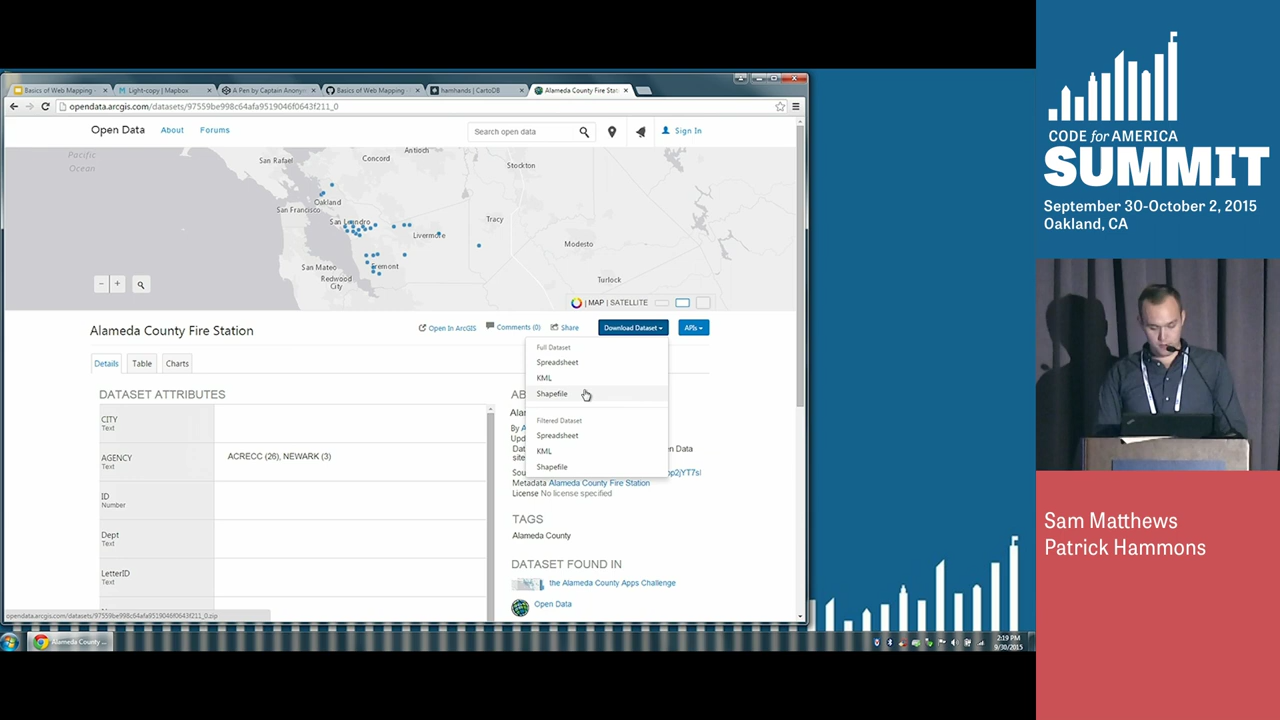 Basics of Web Mapping
Light-copy | Mapbox
A Pen by Captain Anonym
Basics of Web Mapping
hamhands | CartoDB
Alameda County Fire Stat
opendata.arcgis.com/datasets/97559be998c64afa9519046f0643f211_0
Open Data
About
Forums
Search open data
Sign In
Pacific
Ocean
San Rafael
Concord
Antioch
Stockton
Oakland
San Francisco
San Leandro
Tracy
Livermore
Modesto
San Mateo
Fremont
Redwood
City
Turlock
MAP | SATELLITE
Alameda County Fire Station
Open In ArcGIS
Comments (0)
Share
Download Dataset
APIs
Full Dataset
Spreadsheet
KML
Shapefile
Filtered Dataset
Spreadsheet
KML
Shapefile
Details
Table
Charts
DATASET ATTRIBUTES
CITY
Text
AGENCY
Text
ACRECC (26), NEWARK (3)
ID
Number
Dept
Text
LetterID
Text
Metadata Alameda County Fire Station
License No license specified
TAGS
Alameda County
DATASET FOUND IN
the Alameda County Apps Challenge
Open Data
opendata.arcgis.com/datasets/97559be998c64afa9519046f0643f211_0.zip
Alameda County ...
2:19 PM
9/30/2015
CODE for AMERICA
SUMMIT
September 30-October 2, 2015
Oakland, CA
Sam Matthews
Patrick Hammons